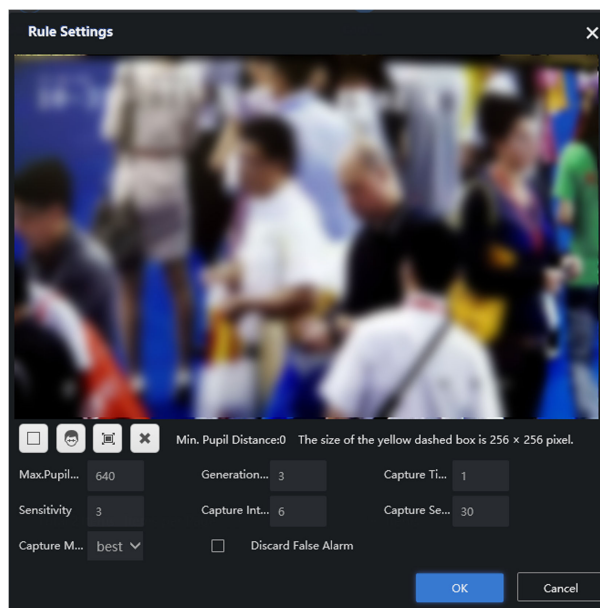 Rule Settings
Min. Pupil Distance:0 The size of the yellow dashed box is 256 × 256 pixel.
Max.Pupil... 640 Generation... 3 Capture Ti... 1
Sensitivity 3 Capture Int... 6 Capture Se... 30
Capture M... best Discard False Alarm
OK Cancel